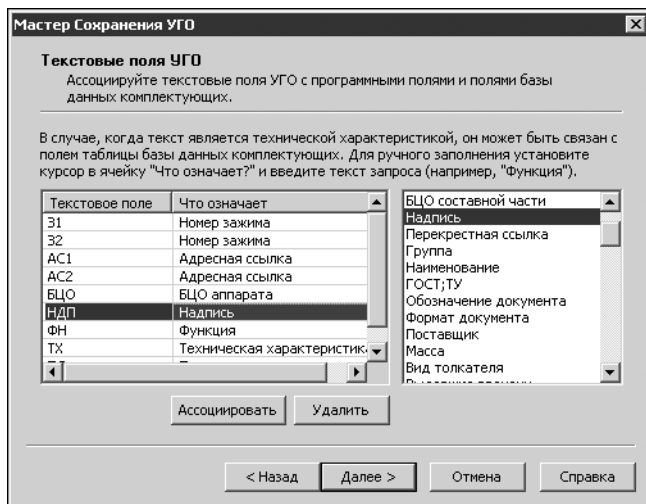 Мастер Сохранения УГО
Текстовые поля УГО
Ассоциируйте текстовые поля УГО с программными полями и полями базы
данных комплектующих.
В случае, когда текст является технической характеристикой, он может быть связан с
полем таблицы базы данных комплектующих. Для ручного заполнения установите
курсор в ячейку "Что означает?" и введите текст запроса (например, "Функция").
Текстовое поле Что означает
З1 Номер зажима
З2 Номер зажима
АС1 Адресная ссылка
АС2 Адресная ссылка
БЦО БЦО аппарата
НДП Надпись
ФН Функция
ТХ Техническая характеристик
БЦО составной части
Надпись
Перекрестная ссылка
Группа
Наименование
ГОСТ;ТУ
Обозначение документа
Формат документа
Поставщик
Масса
Вид толкателя
Ассоциировать Удалить
< Назад Далее > Отмена Справка